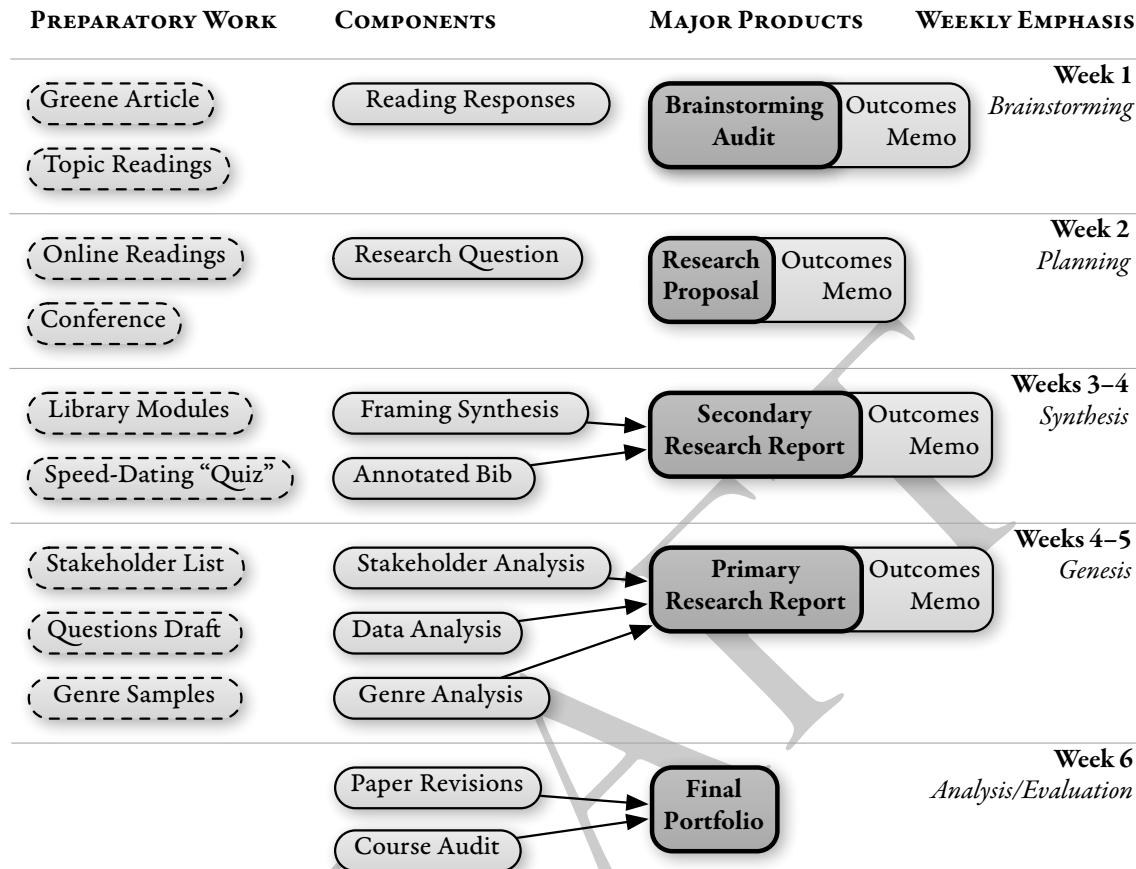 PREPARATORY WORK COMPONENTS MAJOR PRODUCTS WEEKLY EMPHASIS
Week 1
Brainstorming
Greene Article
Topic Readings
Reading Responses
Brainstorming
Audit
Outcomes
Memo
Week 2
Planning
Online Readings
Conference
Research Question
Research
Proposal
Outcomes
Memo
Weeks 3–4
Synthesis
Library Modules
Speed-Dating “Quiz”
Framing Synthesis
Annotated Bib
Secondary
Research Report
Outcomes
Memo
Weeks 4–5
Genesis
Stakeholder List
Questions Draft
Genre Samples
Stakeholder Analysis
Data Analysis
Genre Analysis
Primary
Research Report
Outcomes
Memo
Week 6
Analysis/Evaluation
Paper Revisions
Course Audit
Final
Portfolio